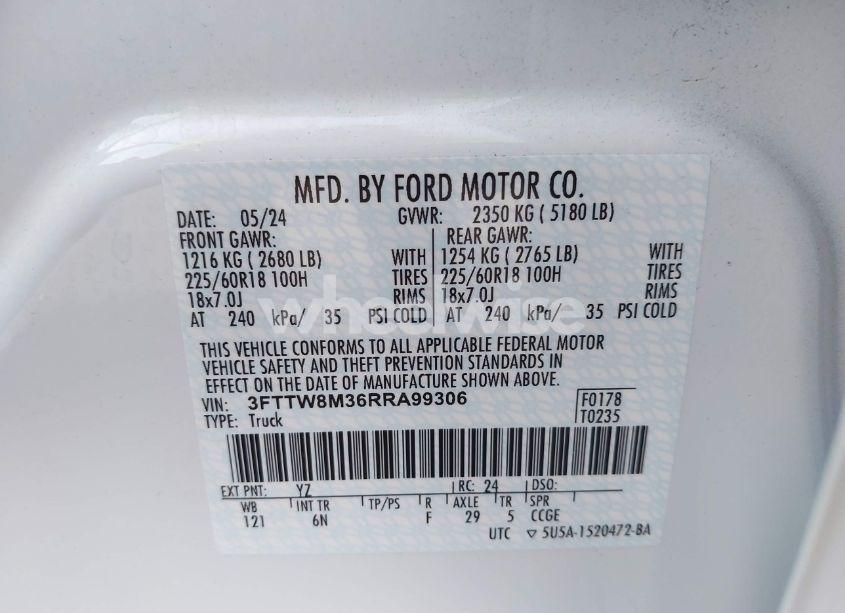 MFD. BY FORD MOTOR CO.
DATE: 05/24 GVWR: 2350 KG ( 5180 LB)
FRONT GAWR: REAR GAWR:
1216 KG ( 2680 LB) WITH 1254 KG ( 2765 LB) WITH
225/60R18 100H TIRES 225/60R18 100H TIRES
18x7.0J RIMS 18x7.0J RIMS
AT 240 kPa/ 35 PSI COLD AT 240 kPa/ 35 PSI COLD
wheelwise
THIS VEHICLE CONFORMS TO ALL APPLICABLE FEDERAL MOTOR
VEHICLE SAFETY AND THEFT PREVENTION STANDARDS IN
EFFECT ON THE DATE OF MANUFACTURE SHOWN ABOVE.
VIN: 3FTTW8M36RRA99306 F0178
TYPE: Truck T0235
EXT PNT: YZ RC: 24 DSO:
WB INT TR TP/PS R AXLE TR SPR
121 6N F 29 5 CCGE
UTC ▽ 5U5A-1520472-BA